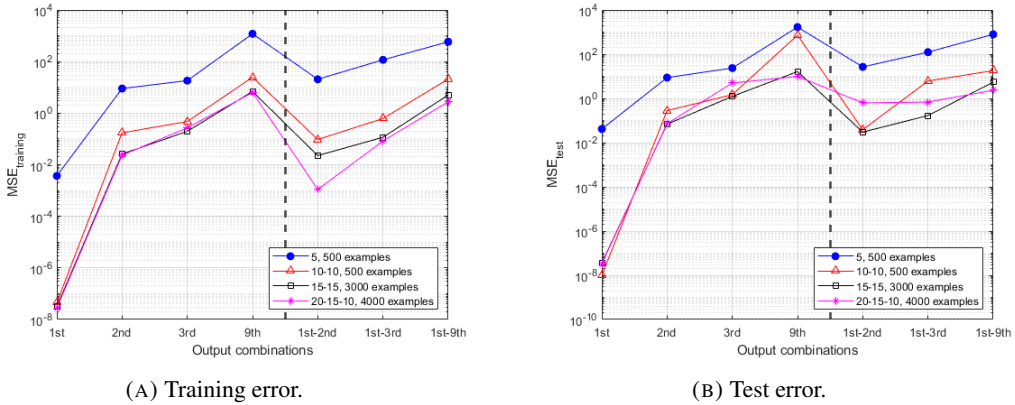 10^4
10^2
10^0
10^-2
10^-4
10^-6
10^-8
MSE_training
1st 2nd 3rd 9th 1st-2nd 1st-3rd 1st-9th
Output combinations
5, 500 examples
10-10, 500 examples
15-15, 3000 examples
20-15-10, 4000 examples
(A) Training error.
10^4
10^2
10^0
10^-2
10^-4
10^-6
10^-8
10^-10
MSE_test
1st 2nd 3rd 9th 1st-2nd 1st-3rd 1st-9th
Output combinations
5, 500 examples
10-10, 500 examples
15-15, 3000 examples
20-15-10, 4000 examples
(B) Test error.